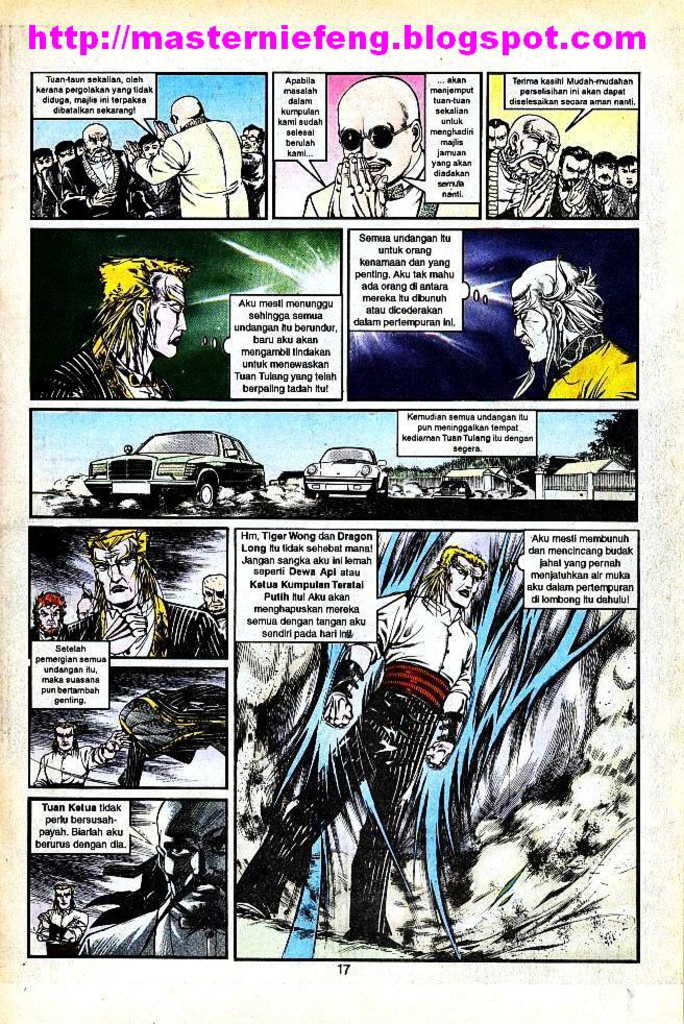 http://masterniefeng.blogspot.com
Tuan-taun sekalian, oleh
kerana pergolakan yang tidak
diduga, majlis ini terpaksa
dibatalkan sekarang!
Apabila
masalah
dalam
kumpulan
kami sudah
selesai
barulah
kami...
... akan
menjemput
tuan-tuan
sekalian
untuk
menghadiri
majlis
jamuan
yang akan
diadakan
semula
nanti.
Terima kasih! Mudah-mudahan
perselisihan ini akan dapat
diselesaikan secara aman nanti.
Aku mesti menunggu
sehingga semua
undangan itu berundur,
baru aku akan
mengambil tindakan
untuk menewaskan
Tuan Tulang yang telah
berpaling tadah itu!
Semua undangan itu
untuk orang
kenamaan dan yang
penting. Aku tak mahu
ada orang di antara
mereka itu dibunuh
atau dicederakan
dalam pertempuran ini.
Kemudian semua undangan itu
pun meninggalkan tempat
kediaman Tuan Tulang itu dengan
segera.
Setelah
pemergian semua
undangan itu,
maka suasana
pun bertambah
genting.
Tuan Ketua tidak
perlu bersusah-
payah. Biarlah aku
berurus dengan dia.
Hm, Tiger Wong dan Dragon
Long itu tidak sehebat mana!
Jangan sangka aku ini lemah
seperti Dewa Api atau
Ketua Kumpulan Teratai
Putih itu! Aku akan
menghapuskan mereka
semua dengan tangan aku
sendiri pada hari ini!
Aku mesti membunuh
dan mencincang budak
jahal yang pernah
menjatuhkan air muka
aku dalam pertempuran
di lombong itu dahulu!
17